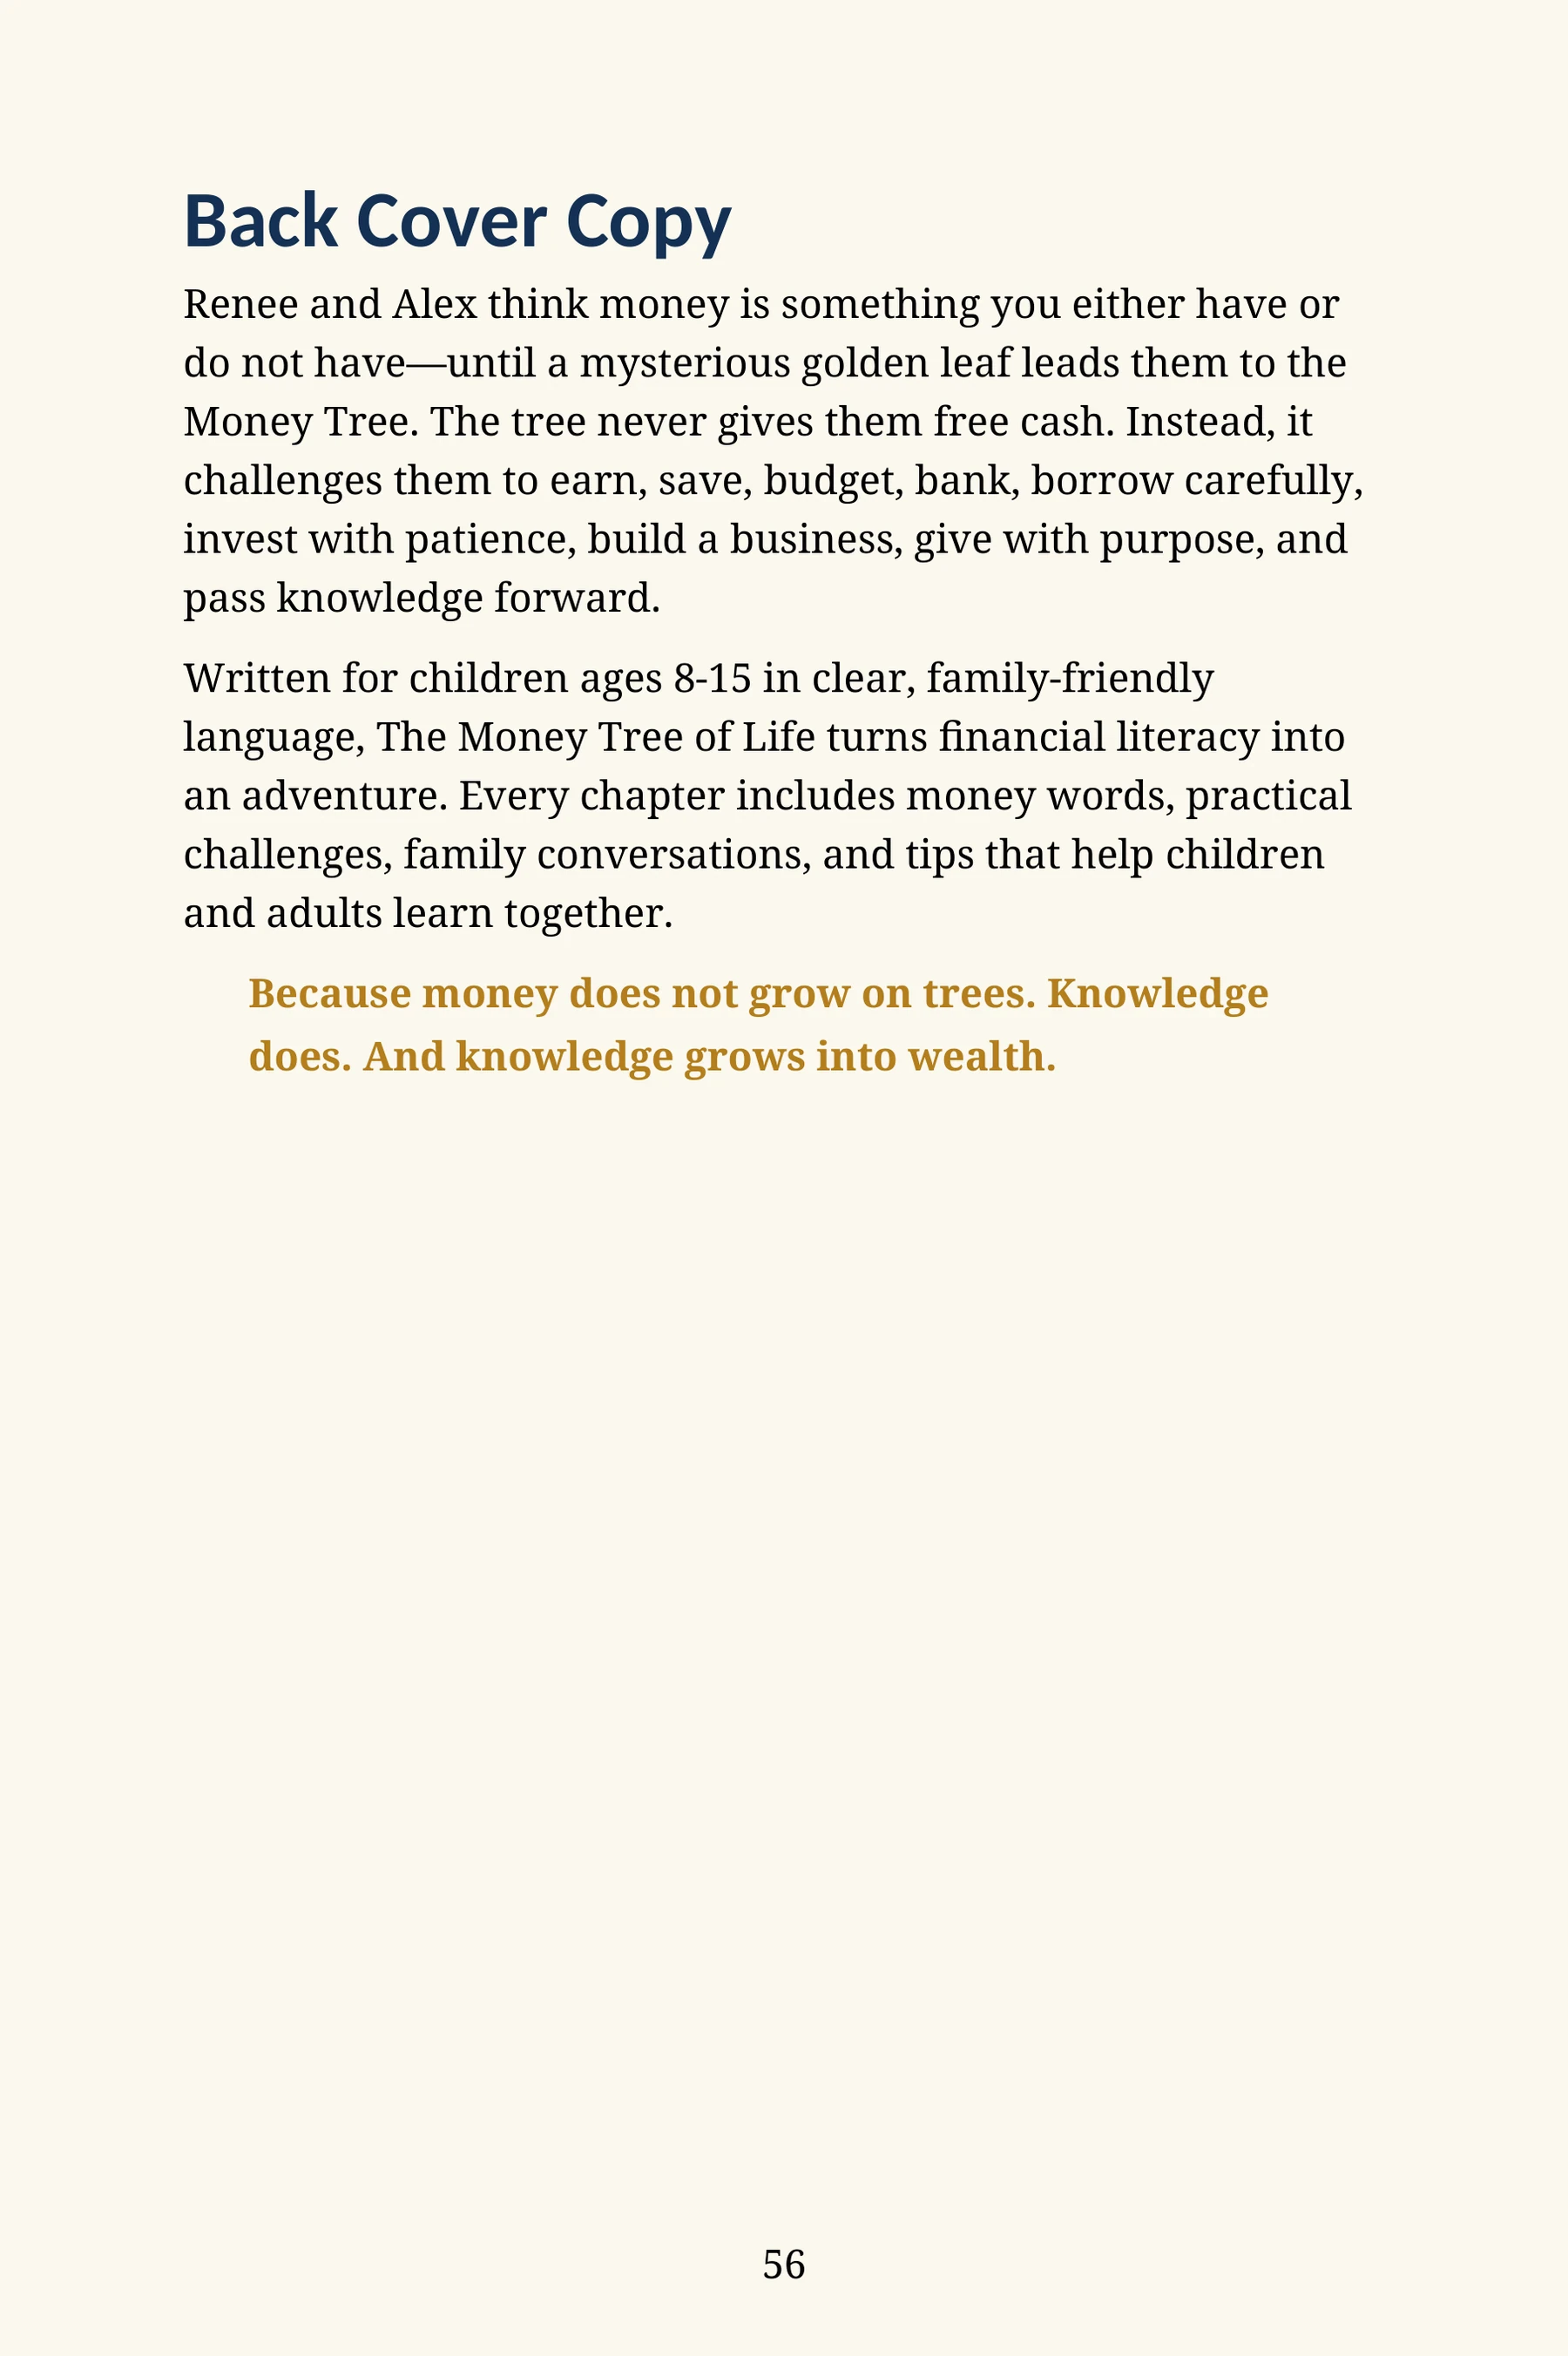 Back Cover Copy
Renee and Alex think money is something you either have or
do not have—until a mysterious golden leaf leads them to the
Money Tree. The tree never gives them free cash. Instead, it
challenges them to earn, save, budget, bank, borrow carefully,
invest with patience, build a business, give with purpose, and
pass knowledge forward.
Written for children ages 8-15 in clear, family-friendly
language, The Money Tree of Life turns financial literacy into
an adventure. Every chapter includes money words, practical
challenges, family conversations, and tips that help children
and adults learn together.
Because money does not grow on trees. Knowledge
does. And knowledge grows into wealth.
56